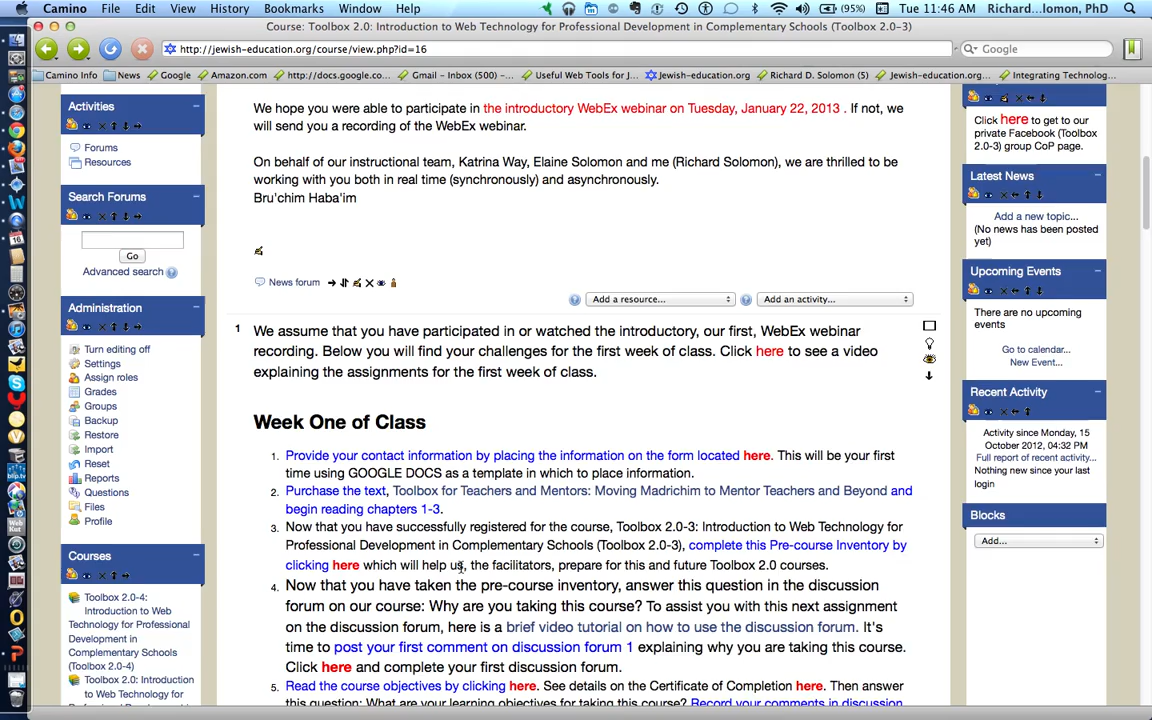 Camino File Edit View History Bookmarks Window Help (95%) Tue 11:46 AM Richard...lomon, PhD
Course: Toolbox 2.0: Introduction to Web Technology for Professional Development in Complementary Schools (Toolbox 2.0-3)
http://jewish-education.org/course/view.php?id=16
Google
Camino Info News Google Amazon.com http://docs.google.co... Gmail – Inbox (500) –... Useful Web Tools for J... Jewish-education.org Richard D. Solomon (5) Jewish-education.org... Integrating Technolog...
Activities
Forums
Resources
Search Forums
Go
Advanced search
Administration
Turn editing off
Settings
Assign roles
Grades
Groups
Backup
Restore
Import
Reset
Reports
Questions
Files
Profile
Courses
Toolbox 2.0-4:
Introduction to Web
Technology for Professional
Development in
Complementary Schools
(Toolbox 2.0-4)
Toolbox 2.0: Introduction
to Web Technology for
We hope you were able to participate in the introductory WebEx webinar on Tuesday, January 22, 2013 . If not, we
will send you a recording of the WebEx webinar.
On behalf of our instructional team, Katrina Way, Elaine Solomon and me (Richard Solomon), we are thrilled to be
working with you both in real time (synchronously) and asynchronously.
Bru'chim Haba'im
News forum
Add a resource... Add an activity...
1 We assume that you have participated in or watched the introductory, our first, WebEx webinar
recording. Below you will find your challenges for the first week of class. Click here to see a video
explaining the assignments for the first week of class.
Week One of Class
1. Provide your contact information by placing the information on the form located here. This will be your first
time using GOOGLE DOCS as a template in which to place information.
2. Purchase the text, Toolbox for Teachers and Mentors: Moving Madrichim to Mentor Teachers and Beyond and
begin reading chapters 1-3.
3. Now that you have successfully registered for the course, Toolbox 2.0-3: Introduction to Web Technology for
Professional Development in Complementary Schools (Toolbox 2.0-3), complete this Pre-course Inventory by
clicking here which will help us, the facilitators, prepare for this and future Toolbox 2.0 courses.
4. Now that you have taken the pre-course inventory, answer this question in the discussion
forum on our course: Why are you taking this course? To assist you with this next assignment
on the discussion forum, here is a brief video tutorial on how to use the discussion forum. It's
time to post your first comment on discussion forum 1 explaining why you are taking this course.
Click here and complete your first discussion forum.
5. Read the course objectives by clicking here. See details on the Certificate of Completion here. Then answer
this question: What are your learning objectives for taking this course? Record your comments in discussion
Click here to get to our
private Facebook (Toolbox
2.0-3) group CoP page.
Latest News
Add a new topic...
(No news has been posted
yet)
Upcoming Events
There are no upcoming
events
Go to calendar...
New Event...
Recent Activity
Activity since Monday, 15
October 2012, 04:32 PM
Full report of recent activity...
Nothing new since your last
login
Blocks
Add...